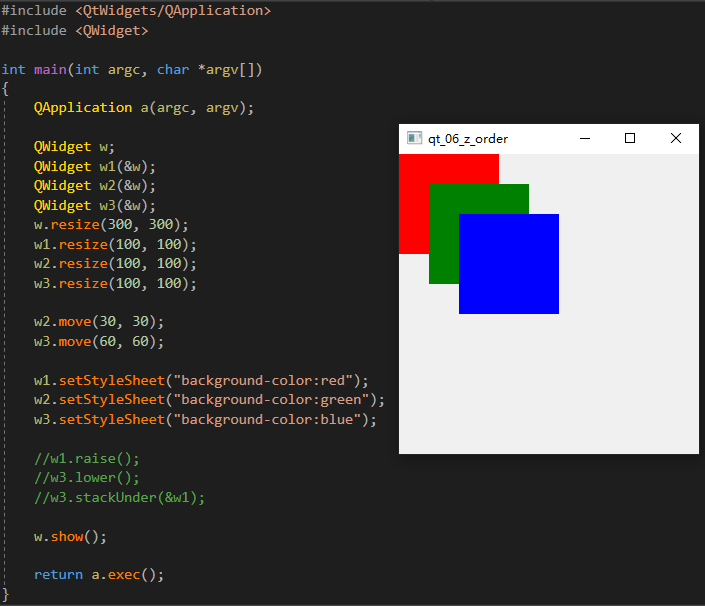 #include <QtWidgets/QApplication>
#include <QWidget>
int main(int argc, char *argv[])
{
    QApplication a(argc, argv);
    QWidget w;
    QWidget w1(&w);
    QWidget w2(&w);
    QWidget w3(&w);
    w.resize(300, 300);
    w1.resize(100, 100);
    w2.resize(100, 100);
    w3.resize(100, 100);
    w2.move(30, 30);
    w3.move(60, 60);
    w1.setStyleSheet("background-color:red");
    w2.setStyleSheet("background-color:green");
    w3.setStyleSheet("background-color:blue");
    //w1.raise();
    //w3.lower();
    //w3.stackUnder(&w1);
    w.show();
    return a.exec();
}
qt_06_z_order